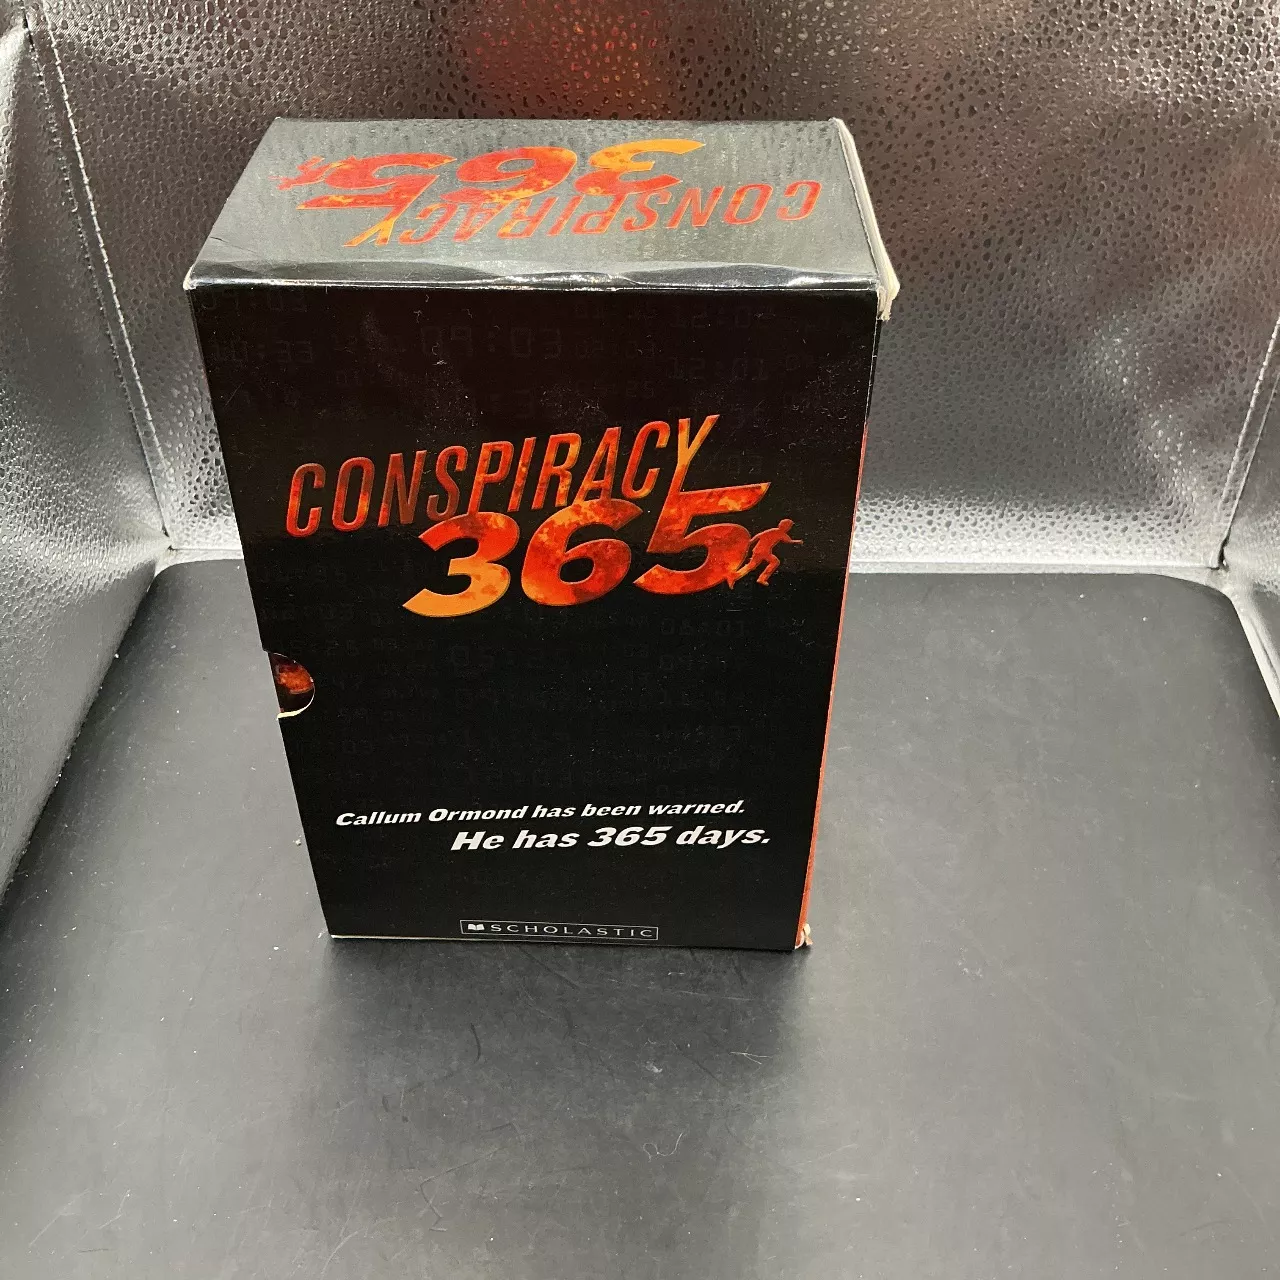 CONSPIRACY
365
CONSPIRACY
365
Callum Ormond has been warned.
He has 365 days.
SCHOLASTIC